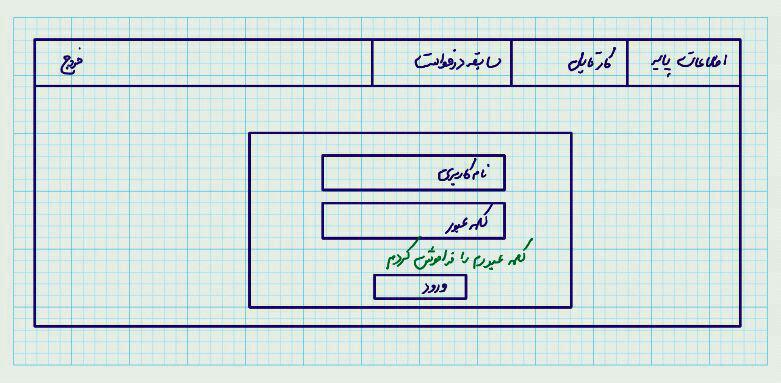 اطلاعات پایه کارتابل سابقه درخواست خروج
نام کاربری
کلمه عبور
کلمه عبورم را فراموش کردم
ورود